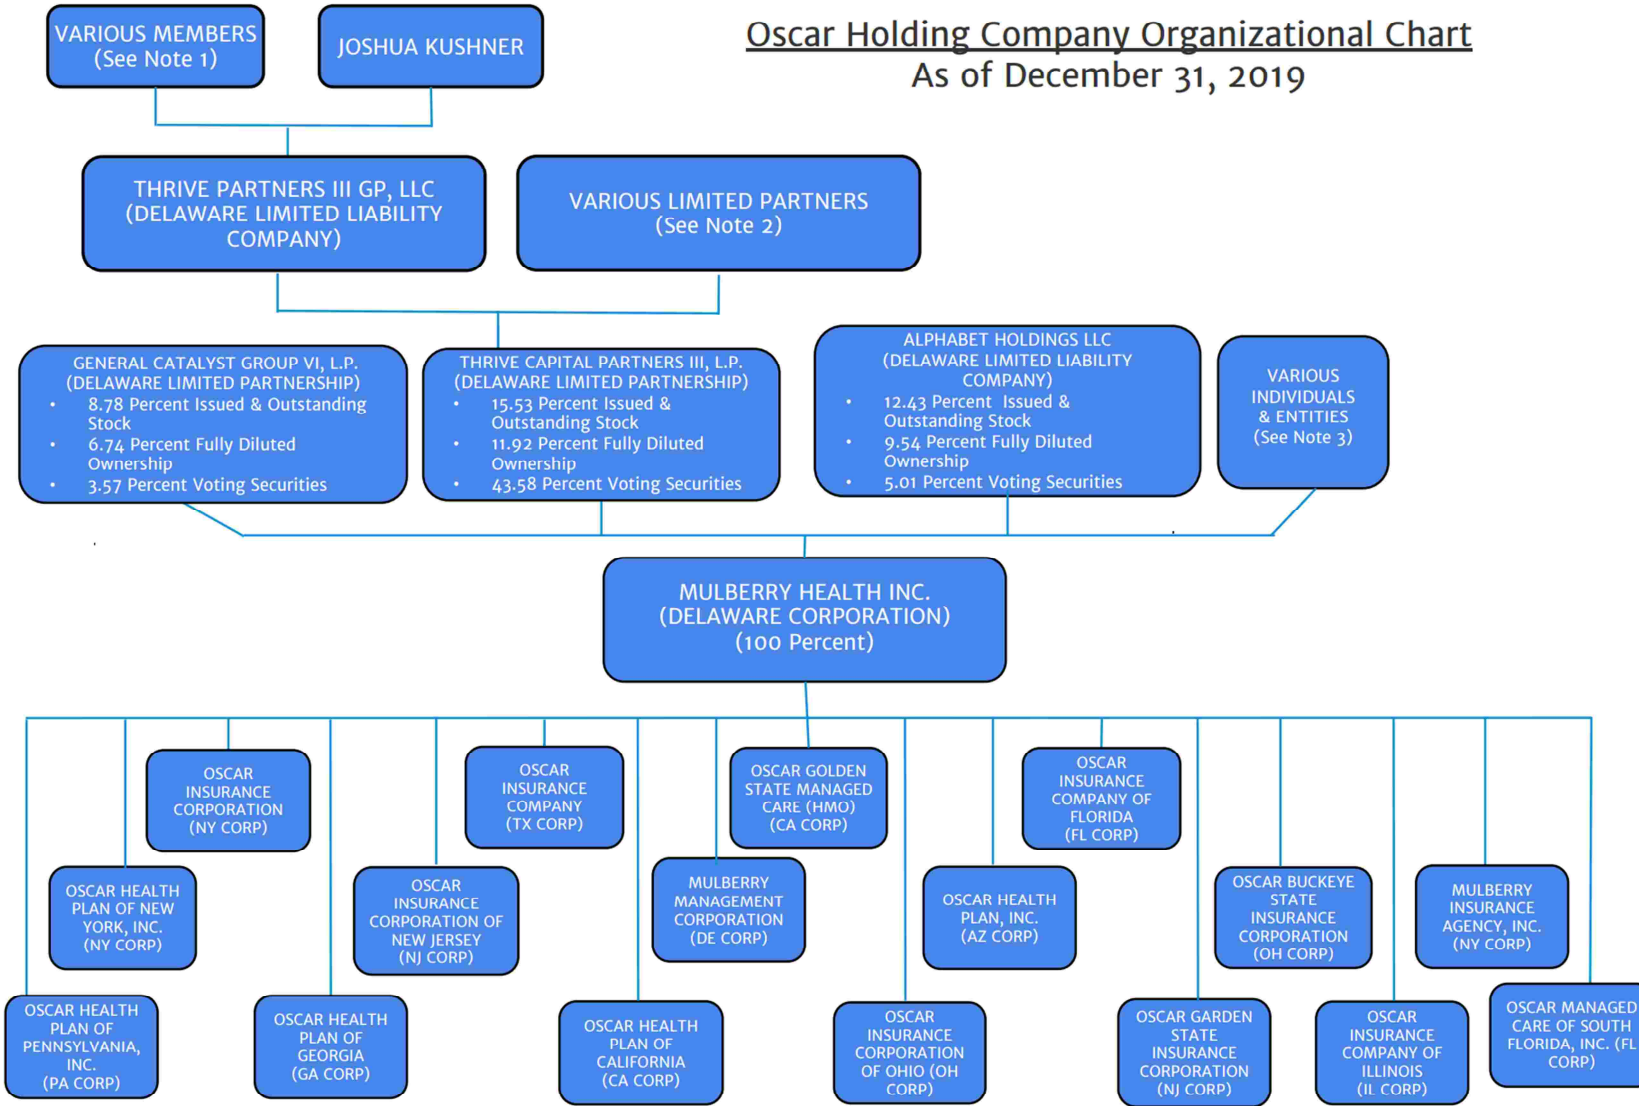 Oscar Holding Company Organizational Chart
As of December 31, 2019
VARIOUS MEMBERS
(See Note 1)
JOSHUA KUSHNER
THRIVE PARTNERS III GP, LLC
(DELAWARE LIMITED LIABILITY
COMPANY)
VARIOUS LIMITED PARTNERS
(See Note 2)
GENERAL CATALYST GROUP VI, L.P.
(DELAWARE LIMITED PARTNERSHIP)
• 8.78 Percent Issued & Outstanding
Stock
• 6.74 Percent Fully Diluted
Ownership
• 3.57 Percent Voting Securities
THRIVE CAPITAL PARTNERS III, L.P.
(DELAWARE LIMITED PARTNERSHIP)
• 15.53 Percent Issued &
Outstanding Stock
• 11.92 Percent Fully Diluted
Ownership
• 43.58 Percent Voting Securities
ALPHABET HOLDINGS LLC
(DELAWARE LIMITED LIABILITY
COMPANY)
• 12.43 Percent Issued &
Outstanding Stock
• 9.54 Percent Fully Diluted
Ownership
• 5.01 Percent Voting Securities
VARIOUS
INDIVIDUALS
& ENTITIES
(See Note 3)
MULBERRY HEALTH INC.
(DELAWARE CORPORATION)
(100 Percent)
OSCAR
INSURANCE
CORPORATION
(NY CORP)
OSCAR
INSURANCE
COMPANY
(TX CORP)
OSCAR GOLDEN
STATE MANAGED
CARE (HMO)
(CA CORP)
OSCAR
INSURANCE
COMPANY OF
FLORIDA
(FL CORP)
OSCAR HEALTH
PLAN OF NEW
YORK, INC.
(NY CORP)
OSCAR
INSURANCE
CORPORATION OF
NEW JERSEY
(NJ CORP)
MULBERRY
MANAGEMENT
CORPORATION
(DE CORP)
OSCAR HEALTH
PLAN, INC.
(AZ CORP)
OSCAR BUCKEYE
STATE
INSURANCE
CORPORATION
(OH CORP)
MULBERRY
INSURANCE
AGENCY, INC.
(NY CORP)
OSCAR HEALTH
PLAN OF
PENNSYLVANIA,
INC.
(PA CORP)
OSCAR HEALTH
PLAN OF
GEORGIA
(GA CORP)
OSCAR HEALTH
PLAN OF
CALIFORNIA
(CA CORP)
OSCAR
INSURANCE
CORPORATION
OF OHIO (OH
CORP)
OSCAR GARDEN
STATE
INSURANCE
CORPORATION
(NJ CORP)
OSCAR
INSURANCE
COMPANY OF
ILLINOIS
(IL CORP)
OSCAR MANAGED
CARE OF SOUTH
FLORIDA, INC. (FL
CORP)